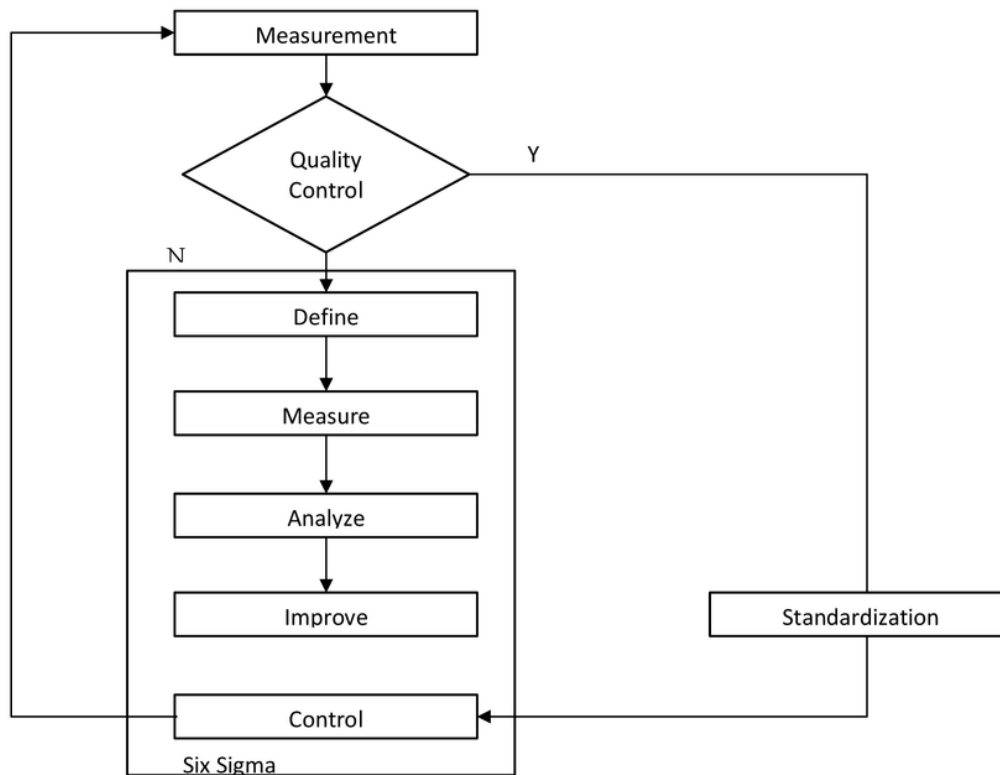 Measurement
Quality
Control
Y
N
Define
Measure
Analyze
Improve
Standardization
Control
Six Sigma